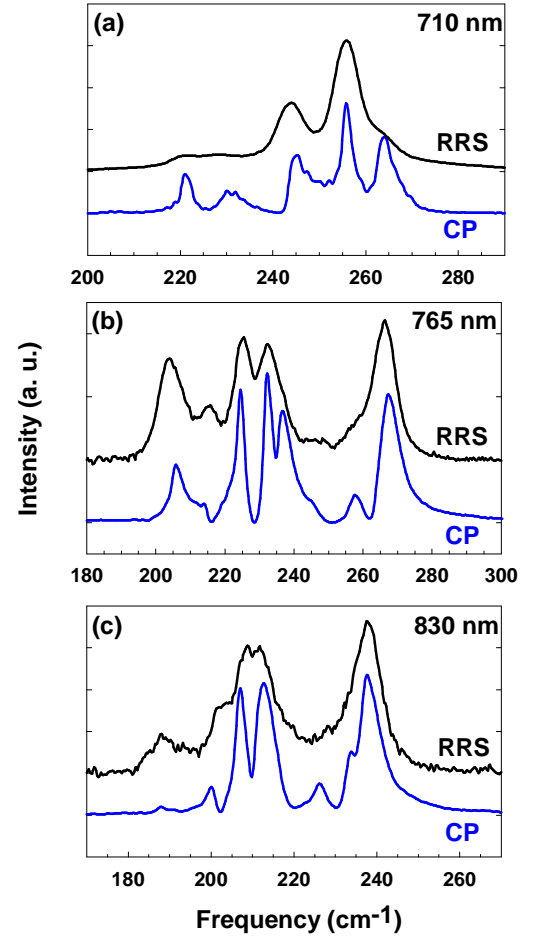 (a) 710 nm
RRS
CP
200 220 240 260 280
(b) 765 nm
RRS
CP
180 200 220 240 260 280 300
Intensity (a. u.)
(c) 830 nm
RRS
CP
180 200 220 240 260
Frequency (cm-1)